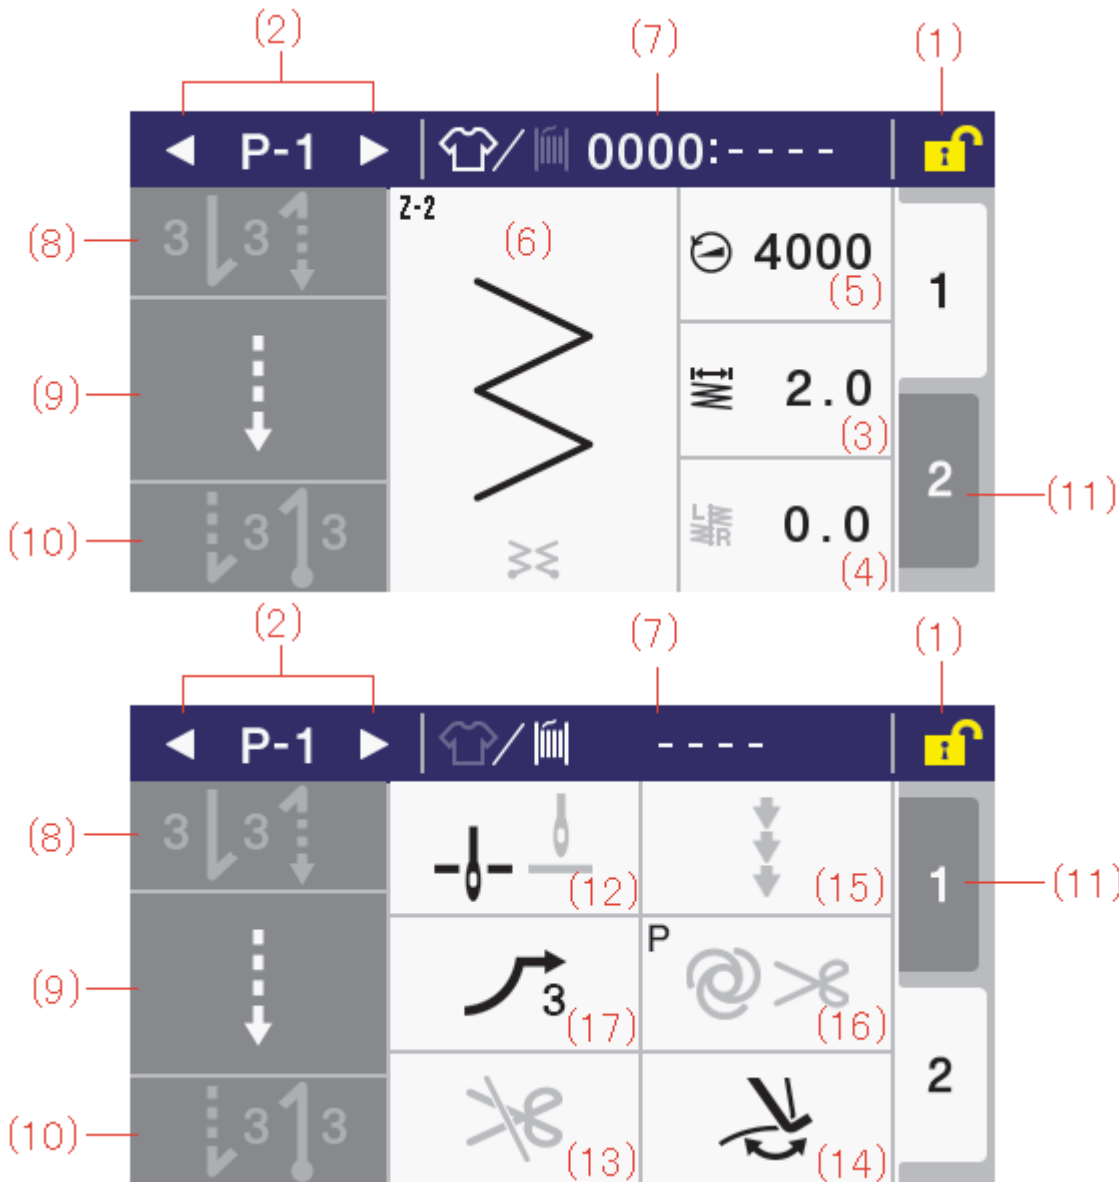 (2) (7) (1)
P-1 / 0000:----
(8) 3 3 Z-2 (6) 4000 (5) 1
(9) 2.0 (3)
2 (11)
(10) 3 3 L R 0.0 (4)
(2) (7) (1)
P-1 / ----
(8) 3 3 (12) (15) 1 (11)
(9) 3 (17) P (16)
2
(10) 3 3 (13) (14)